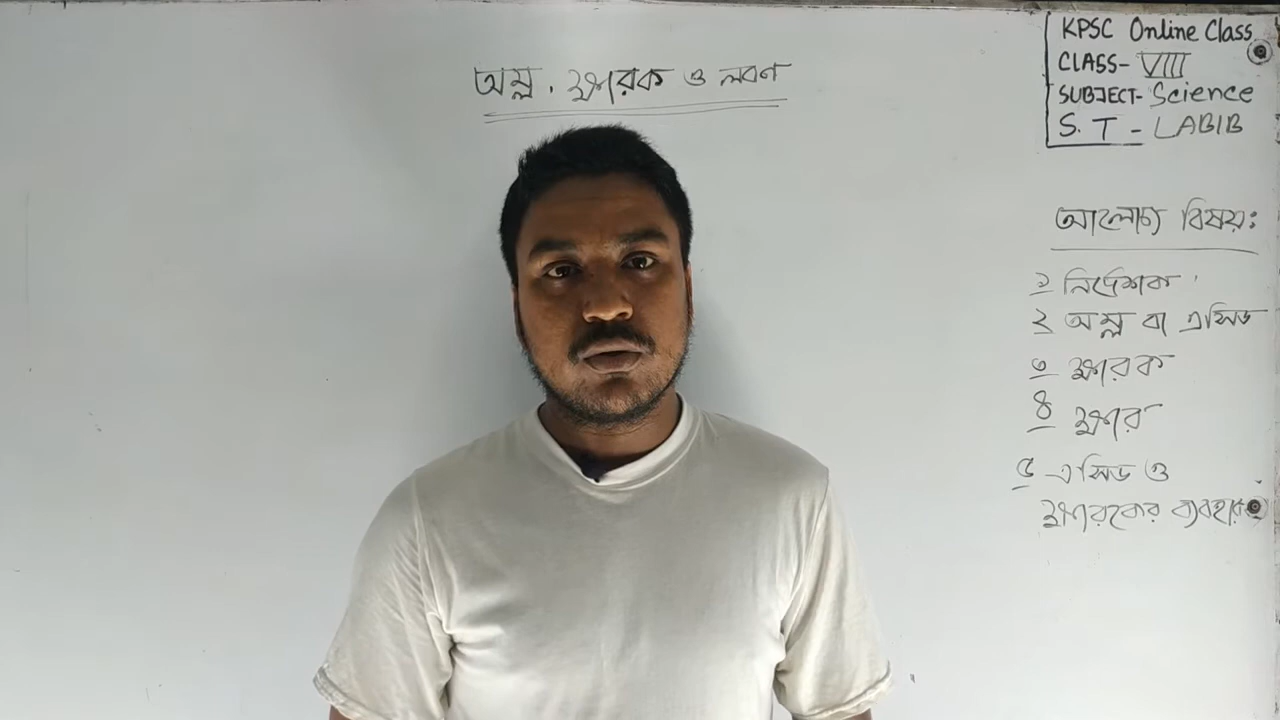 অম্ল, ক্ষারক ও লবণ
KPSC Online Class
CLASS- VIII
SUBJECT- Science
S. T - LABIB
আলোচ্য বিষয়ঃ
১ নির্দেশক
২ অম্ল বা এসিড
৩ ক্ষারক
৪ ক্ষার
৫ এসিড ও
ক্ষারকের ব্যবহার